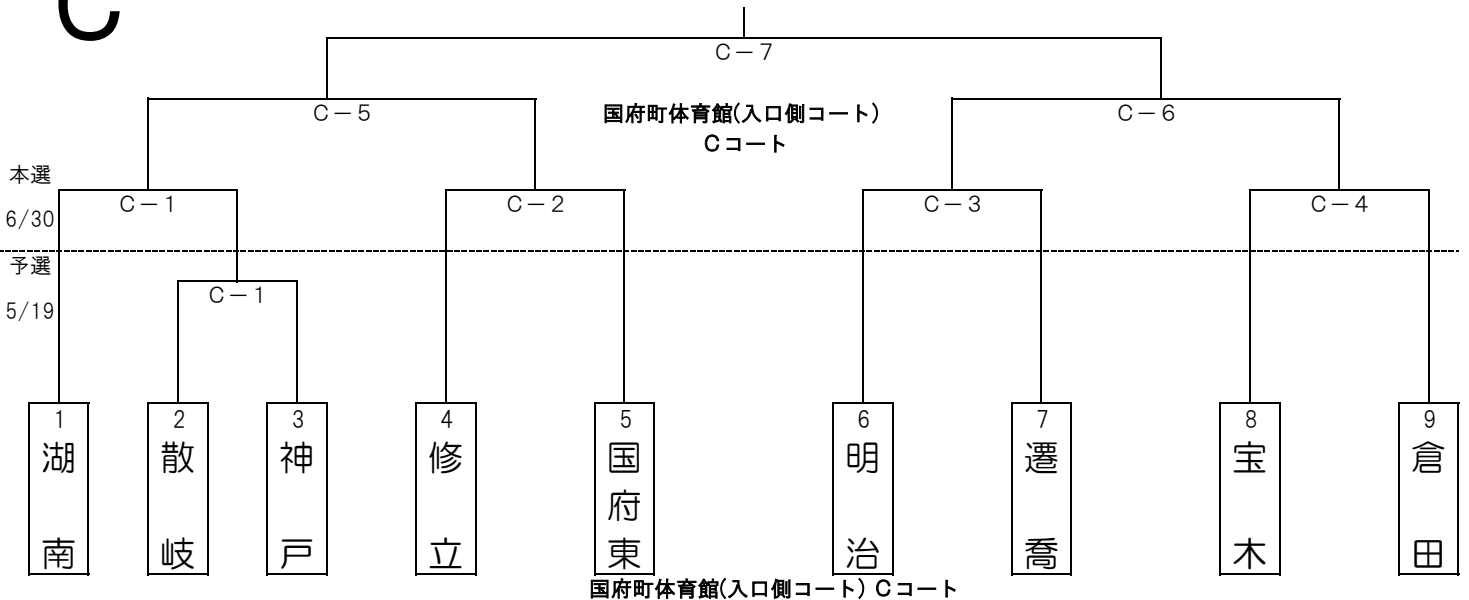 C
C－7
C－5
国府町体育館(入口側コート)
C－6
Cコート
本選
C－1
C－2
C－3
C－4
6/30
予選
C－1
5/19
1
湖南
2
散岐
3
神戸
4
修立
5
国府東
6
明治
7
遷喬
8
宝木
9
倉田
国府町体育館(入口側コート) Cコート